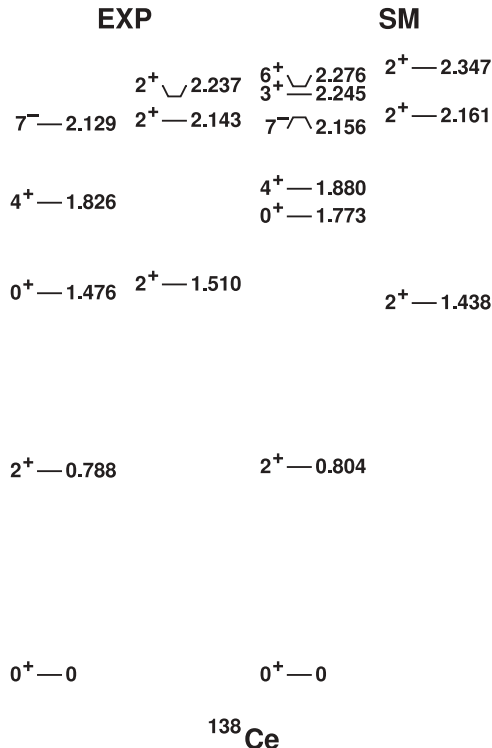 EXP SM
2⁺ 2.347
6⁺ 2.276
2⁺ 2.237
3⁺ 2.245
7⁻ 2.129 2⁺ 2.143 7⁻ 2.156 2⁺ 2.161
4⁺ 1.826 4⁺ 1.880
0⁺ 1.773
0⁺ 1.476 2⁺ 1.510 2⁺ 1.438
2⁺ 0.788 2⁺ 0.804
0⁺ 0 0⁺ 0
¹³⁸Ce